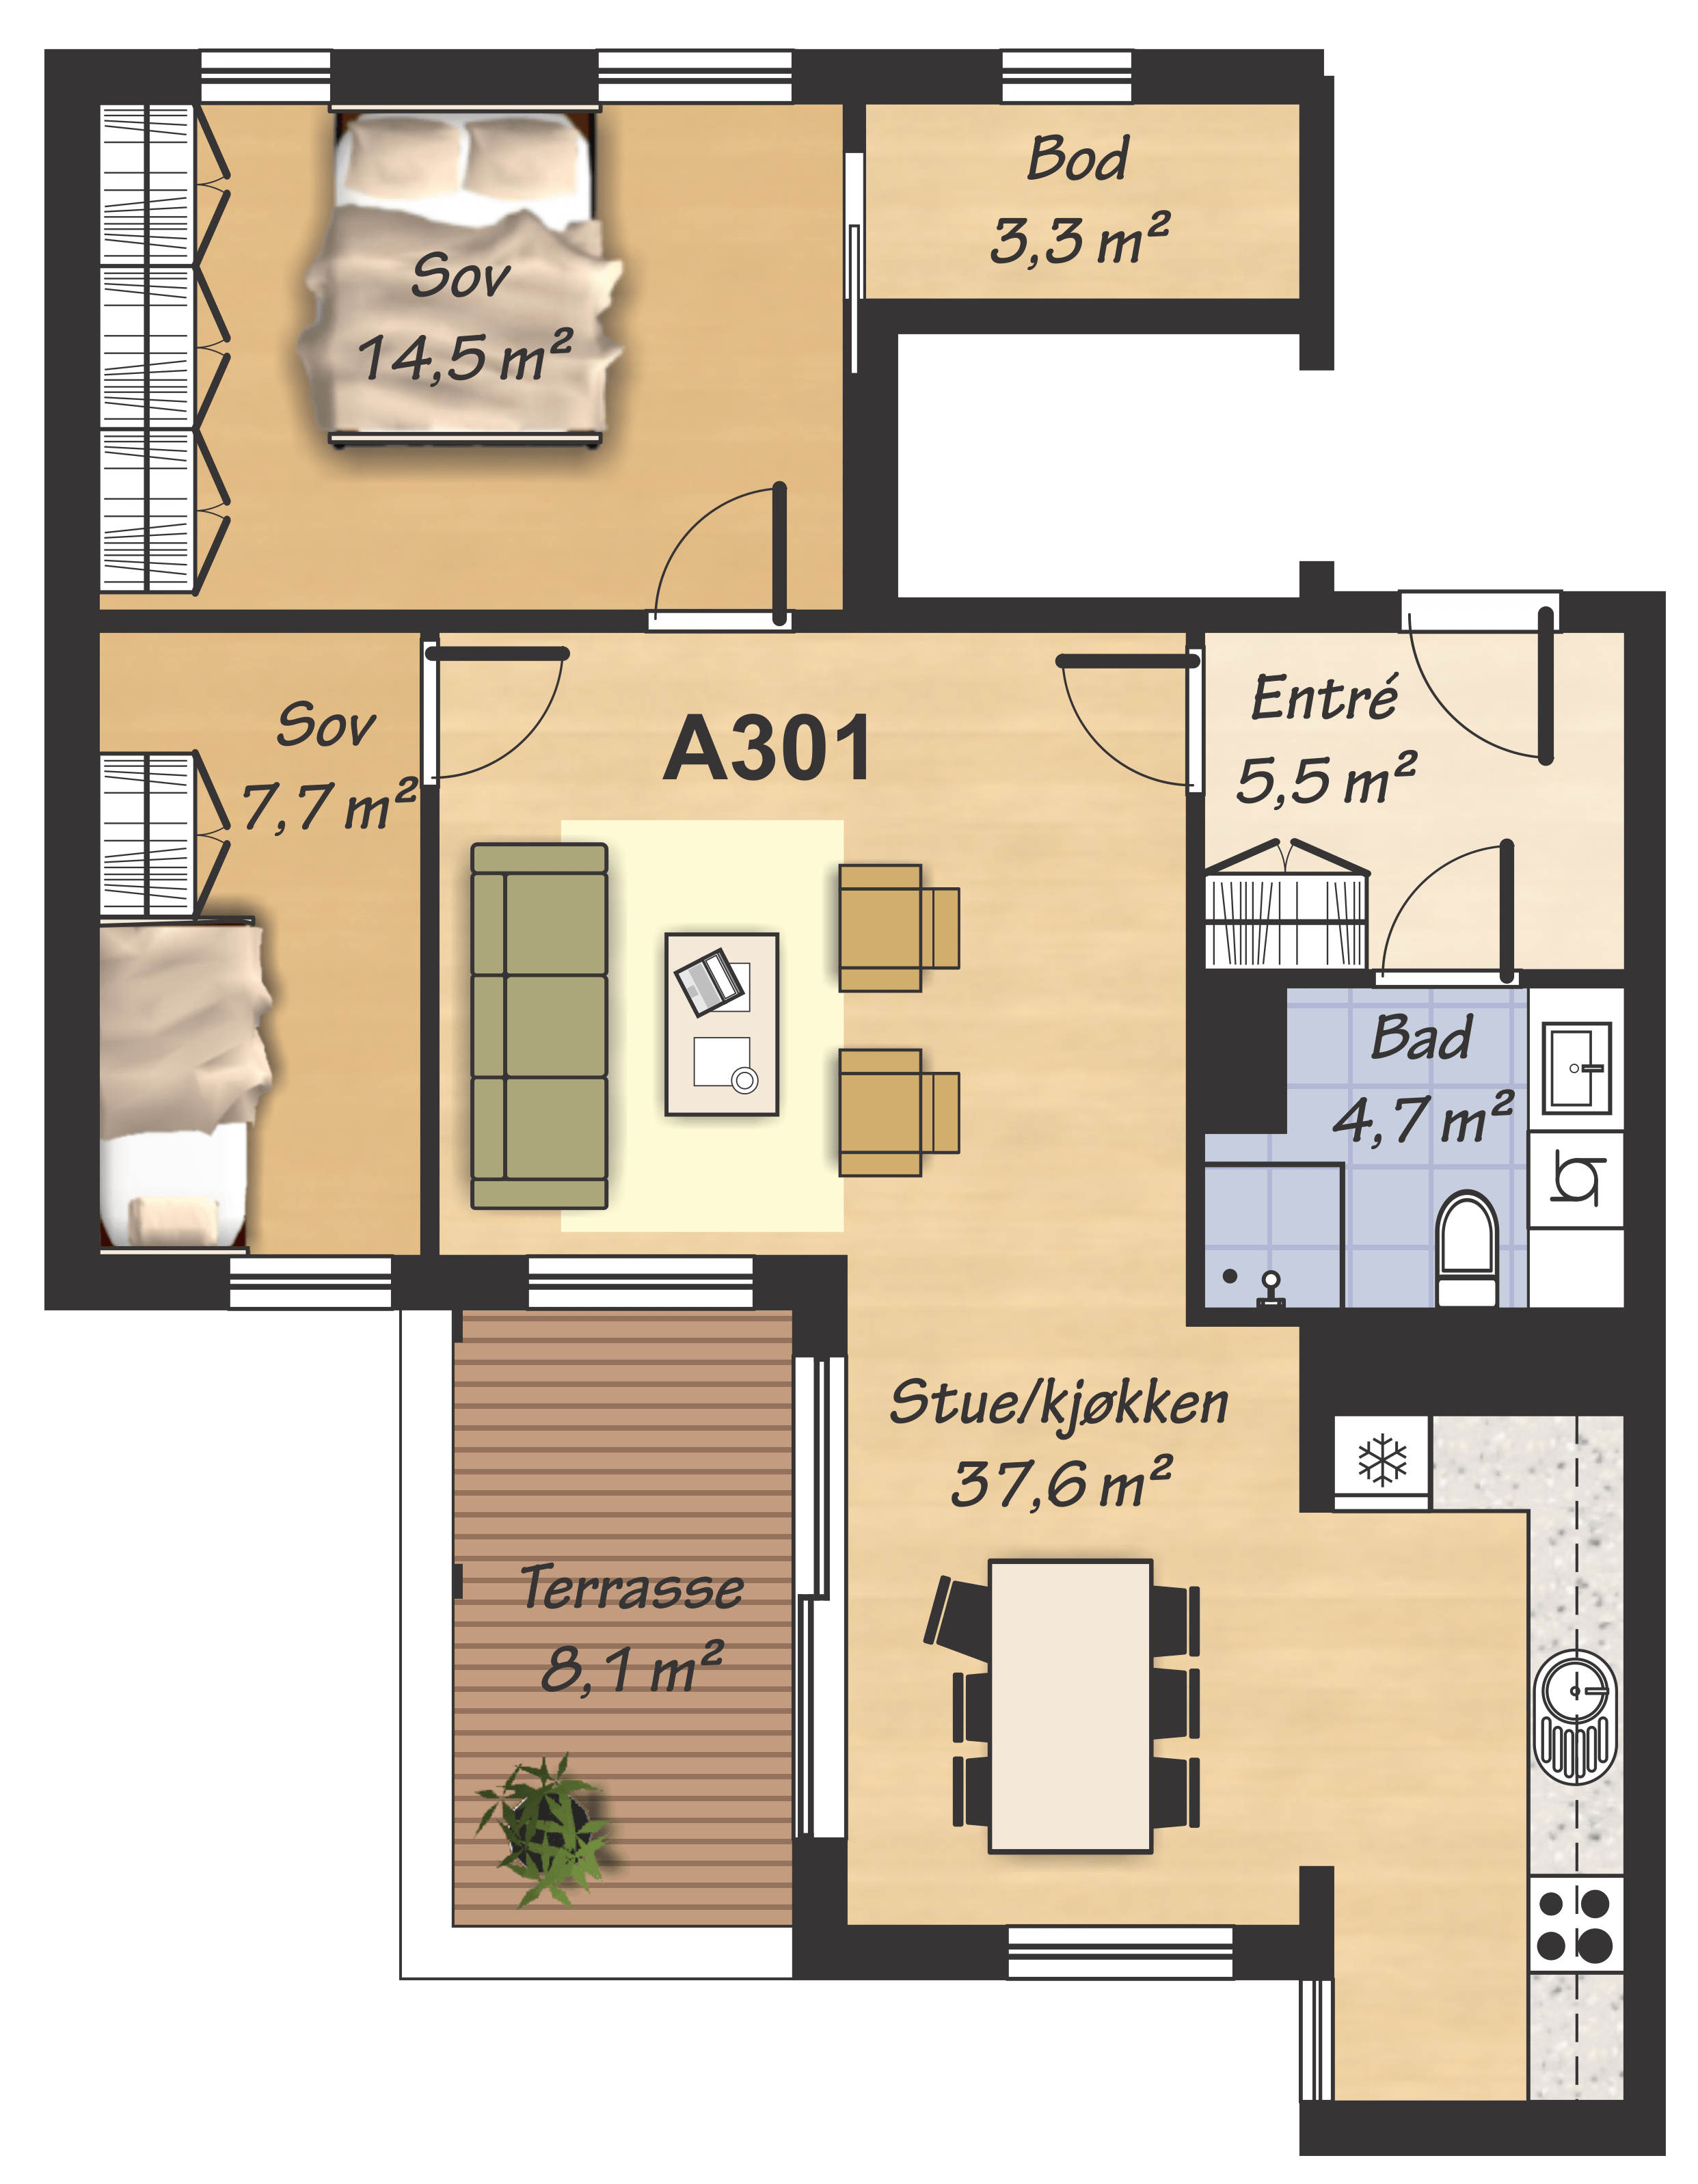 Bod
3,3 m²
Sov
14,5 m²
Sov
7,7 m²
A301
Entré
5,5 m²
Bad
4,7 m²
Stue/kjøkken
37,6 m²
Terrasse
8,1 m²